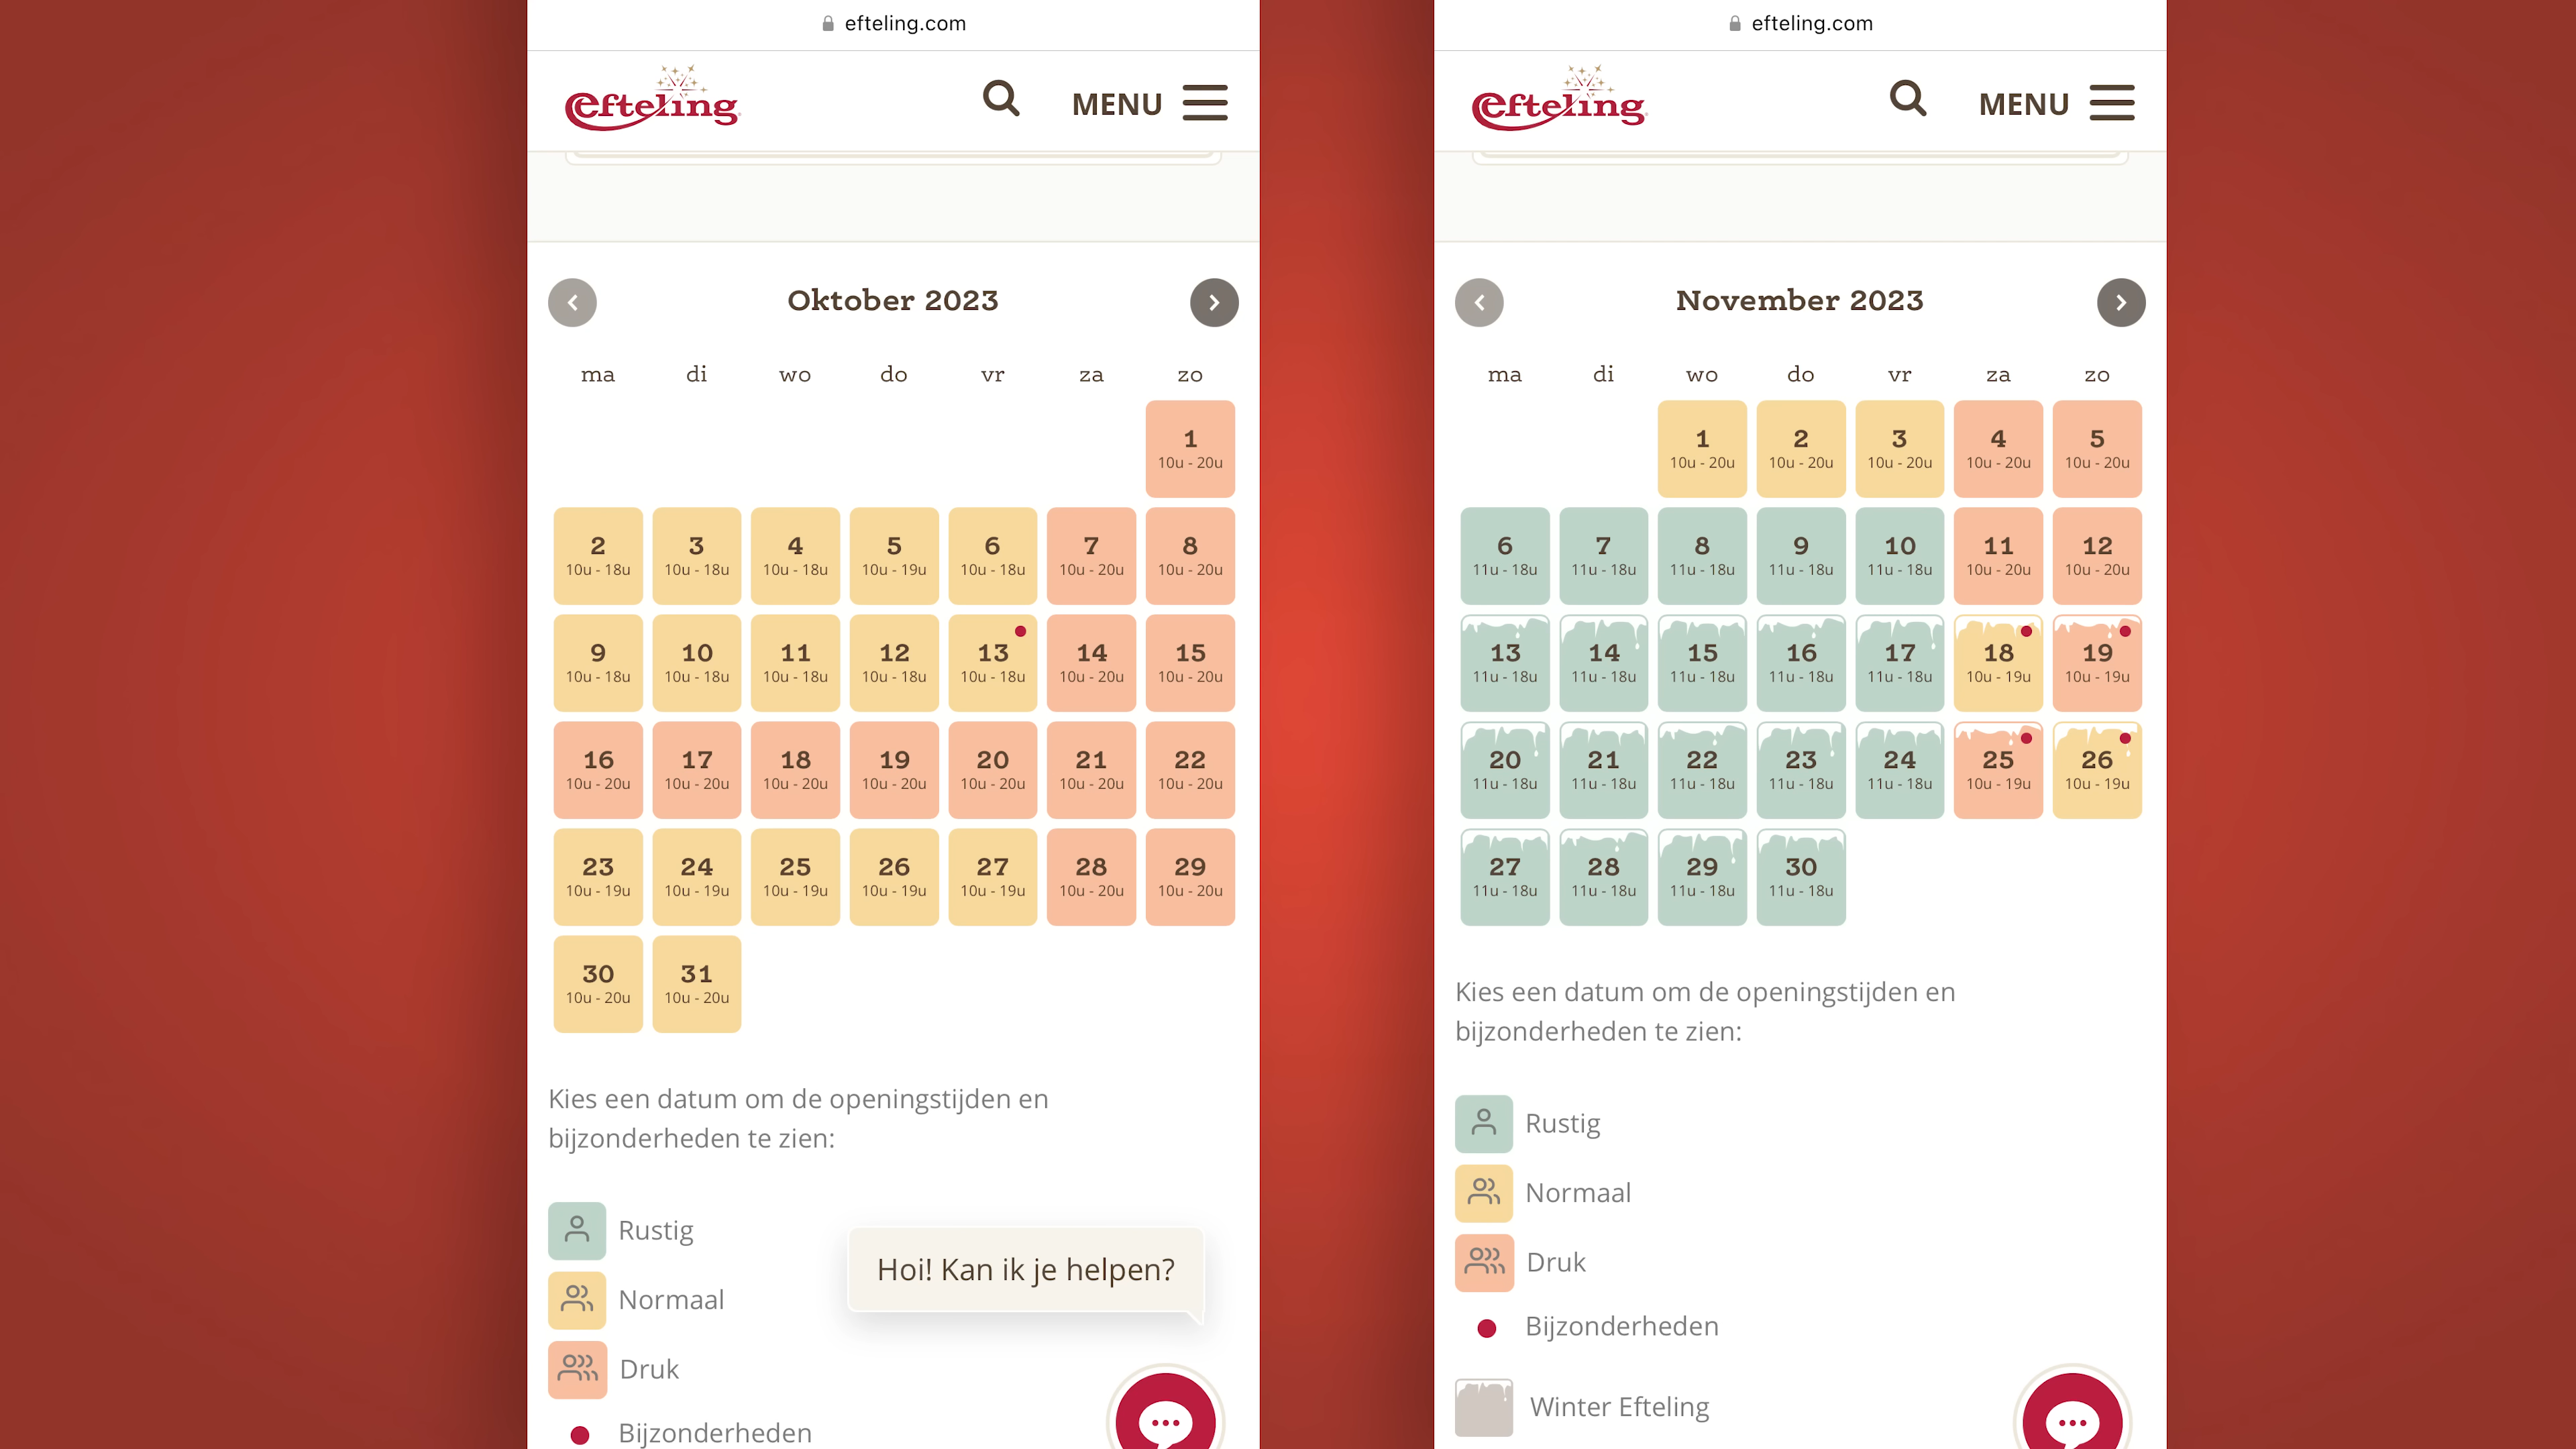 efteling.com
efteling
MENU
Oktober 2023
ma di wo do vr za zo
1
10u - 20u
2 3 4 5 6 7 8
10u - 18u 10u - 18u 10u - 18u 10u - 19u 10u - 18u 10u - 20u 10u - 20u
9 10 11 12 13 14 15
10u - 18u 10u - 18u 10u - 18u 10u - 18u 10u - 18u 10u - 20u 10u - 20u
16 17 18 19 20 21 22
10u - 20u 10u - 20u 10u - 20u 10u - 20u 10u - 20u 10u - 20u 10u - 20u
23 24 25 26 27 28 29
10u - 19u 10u - 19u 10u - 19u 10u - 19u 10u - 19u 10u - 20u 10u - 20u
30 31
10u - 20u 10u - 20u
Kies een datum om de openingstijden en
bijzonderheden te zien:
Rustig
Normaal
Druk
Bijzonderheden
Hoi! Kan ik je helpen?
efteling.com
efteling
MENU
November 2023
ma di wo do vr za zo
1 2 3 4 5
10u - 20u 10u - 20u 10u - 20u 10u - 20u 10u - 20u
6 7 8 9 10 11 12
11u - 18u 11u - 18u 11u - 18u 11u - 18u 11u - 18u 10u - 20u 10u - 20u
13 14 15 16 17 18 19
11u - 18u 11u - 18u 11u - 18u 11u - 18u 11u - 18u 10u - 19u 10u - 19u
20 21 22 23 24 25 26
11u - 18u 11u - 18u 11u - 18u 11u - 18u 11u - 18u 10u - 19u 10u - 19u
27 28 29 30
11u - 18u 11u - 18u 11u - 18u 11u - 18u
Kies een datum om de openingstijden en
bijzonderheden te zien:
Rustig
Normaal
Druk
Bijzonderheden
Winter Efteling